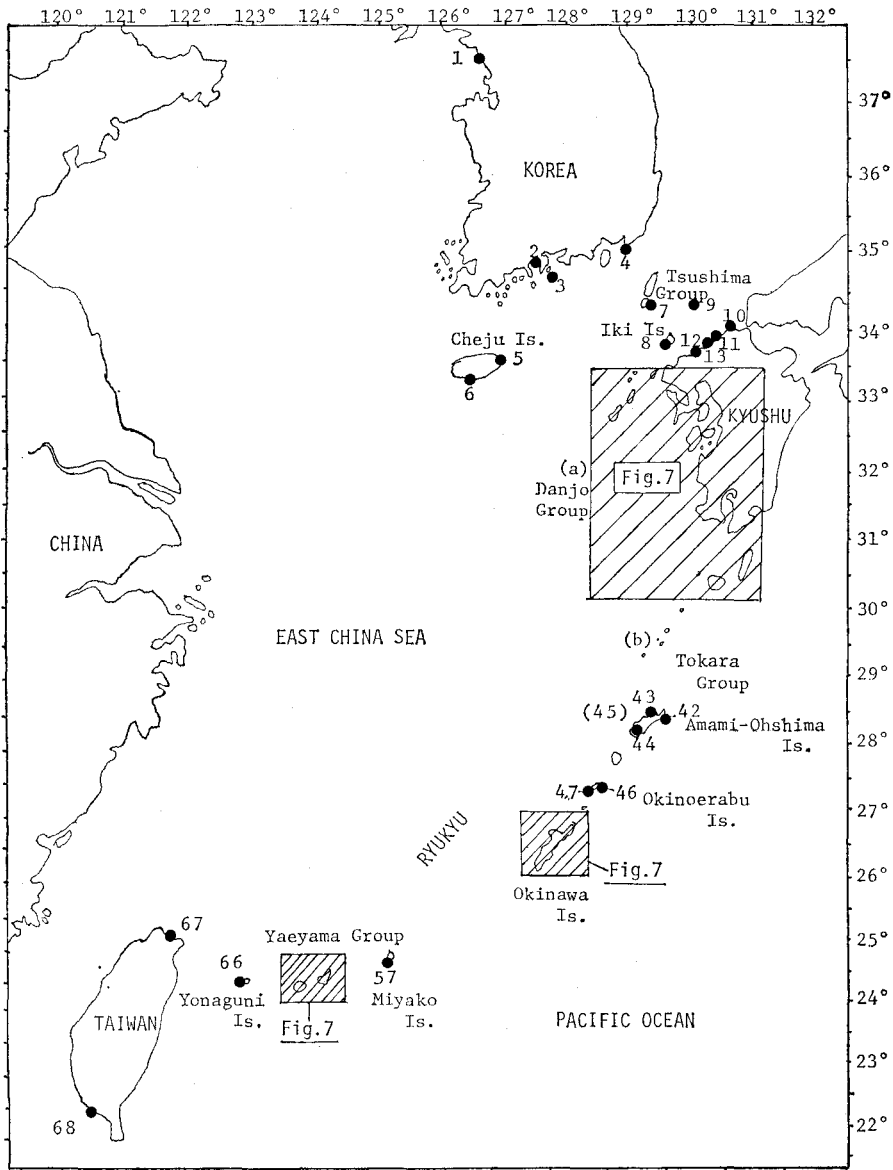 120° 121° 122° 123° 124° 125° 126° 127° 128° 129° 130° 131° 132°
1
37°
KOREA
36°
2
3
4
35°
Tsushima
Group
7
9
10
34°
Iki Is.
8
12
11
13
Cheju Is.
5
6
33°
KYUSHU
(a)
Danjo
Group
Fig.7
32°
31°
CHINA
30°
EAST CHINA SEA
(b)
Tokara
Group
29°
43
(45)
42
44
Amami-Ohshima
Is.
28°
47
46
Okinoerabu
Is.
27°
RYUKYU
Fig.7
26°
Okinawa
Is.
67
25°
Yaeyama Group
66
57
Yonaguni
Is.
Miyako
Is.
24°
TAIWAN
Fig.7
PACIFIC OCEAN
23°
68
22°